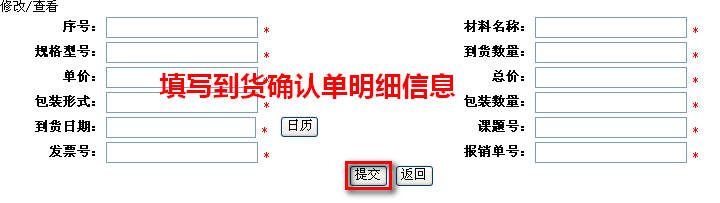 修改/查看
序号： * 材料名称： *
规格型号： * 到货数量： *
单价： * 总价： *
填写到货确认单明细信息
包装形式： * 包装数量： *
到货日期： * 日历 课题号： *
发票号： * 报销单号： *
提交 返回